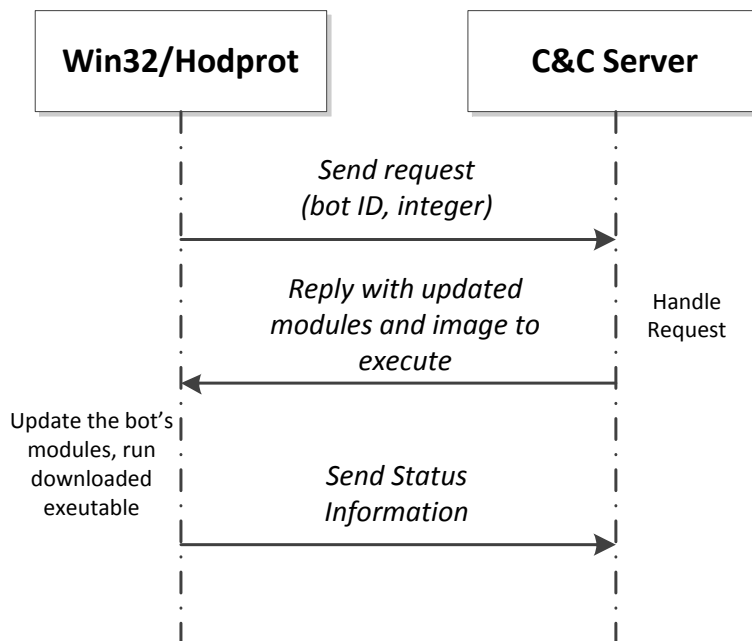 Win32/Hodprot
C&C Server
Send request
(bot ID, integer)
Reply with updated
modules and image to
execute
Handle
Request
Update the bot’s
modules, run
downloaded
exeutable
Send Status
Information